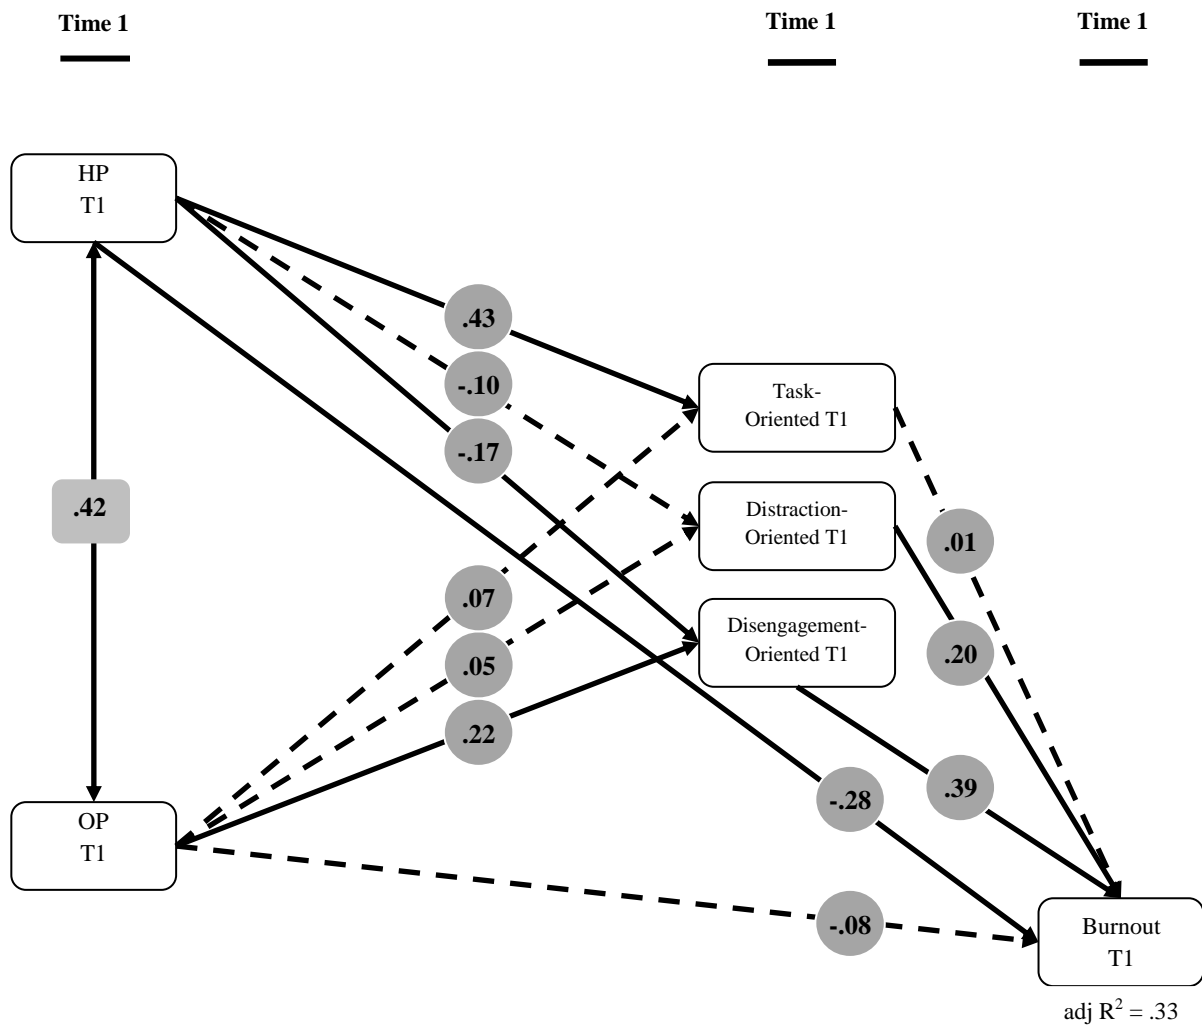 Time 1
Time 1
Time 1
HP
T1
.43
-.10
-.17
.42
Task-
Oriented T1
Distraction-
Oriented T1
Disengagement-
Oriented T1
.01
.20
.07
.05
.22
-.28
.39
OP
T1
-.08
Burnout
T1
adj R² = .33